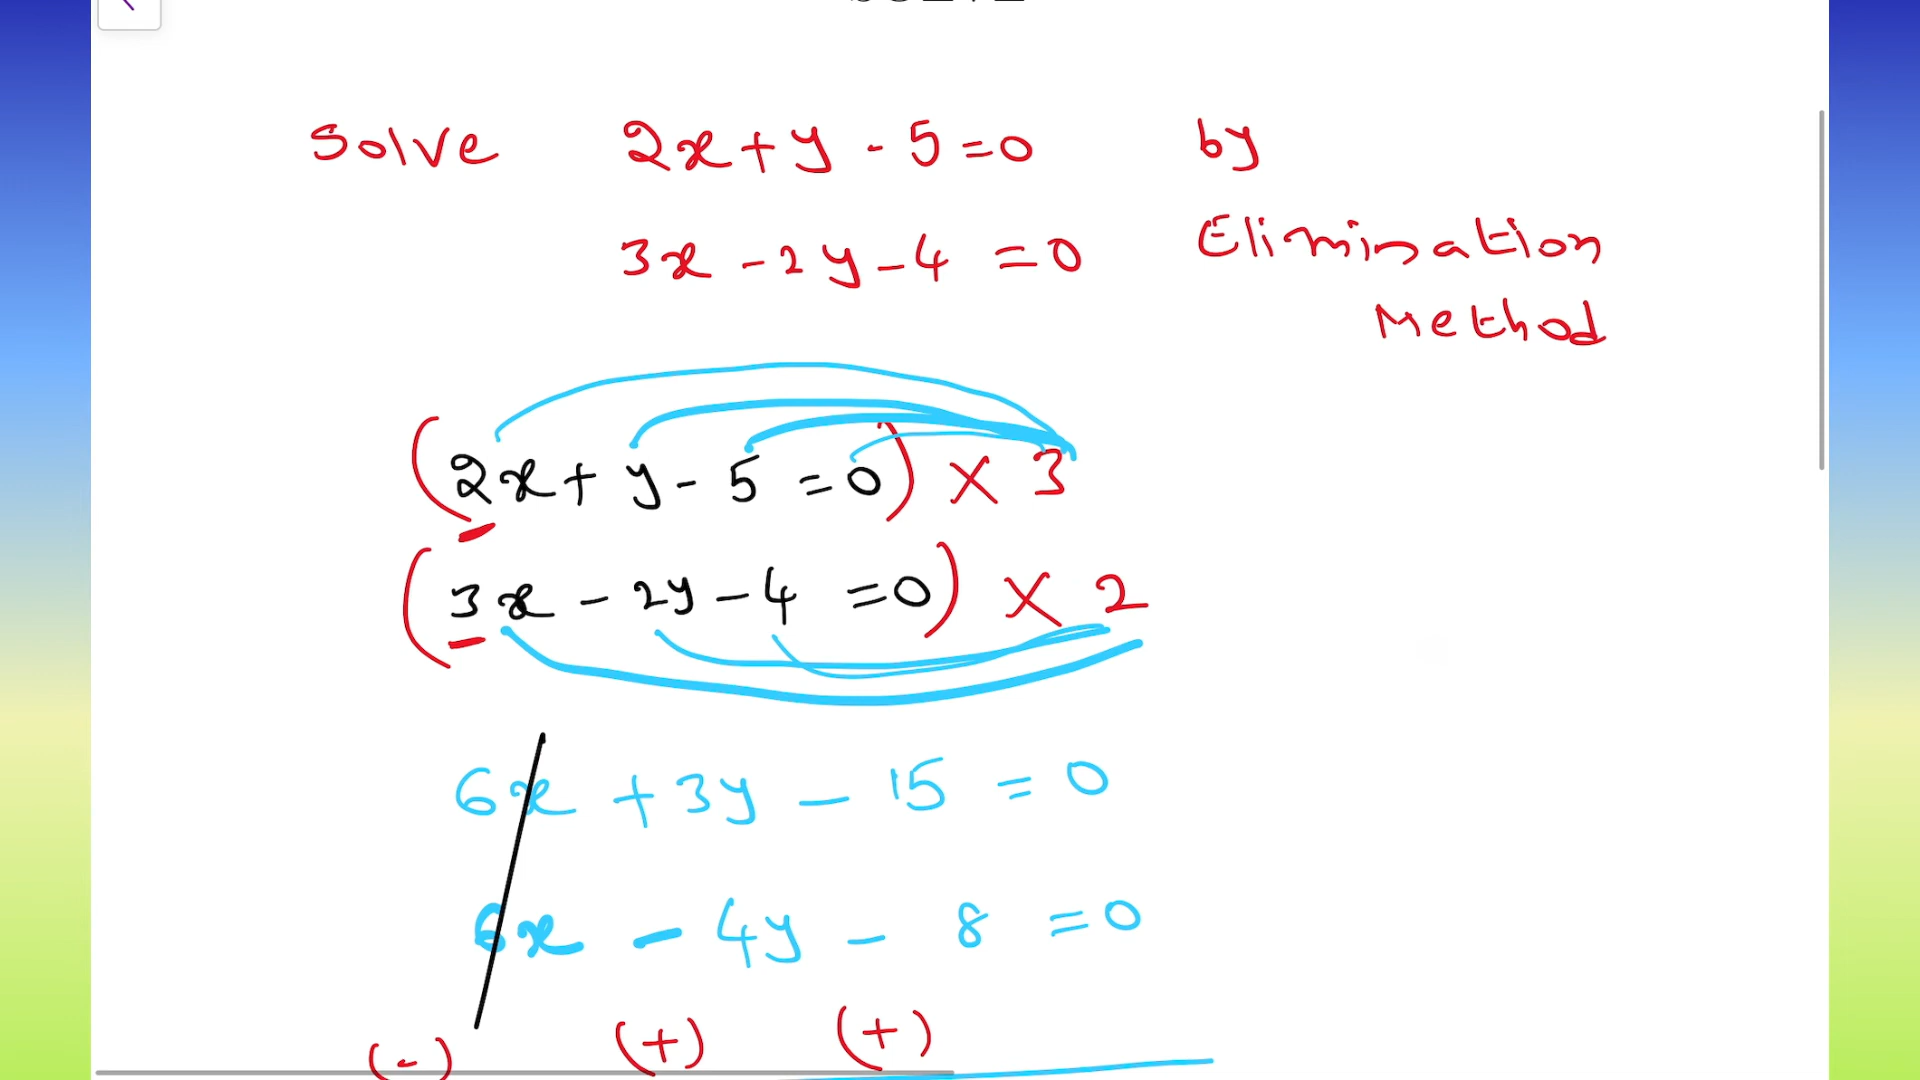 Solve 2x + y - 5 = 0 by
3x - 2y - 4 = 0 Elimination
Method
(2x + y - 5 = 0) × 3
(3x - 2y - 4 = 0) × 2
6x + 3y - 15 = 0
6x - 4y - 8 = 0
(-) (+) (+)